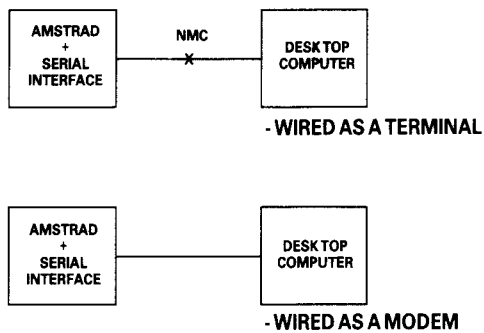 AMSTRAD
+
SERIAL
INTERFACE
NMC
DESK TOP
COMPUTER
- WIRED AS A TERMINAL
AMSTRAD
+
SERIAL
INTERFACE
DESK TOP
COMPUTER
- WIRED AS A MODEM